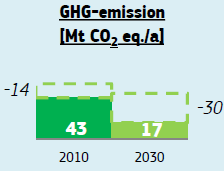 GHG-emission
[Mt CO₂ eq./a]
-14
-30
43 17
2010 2030